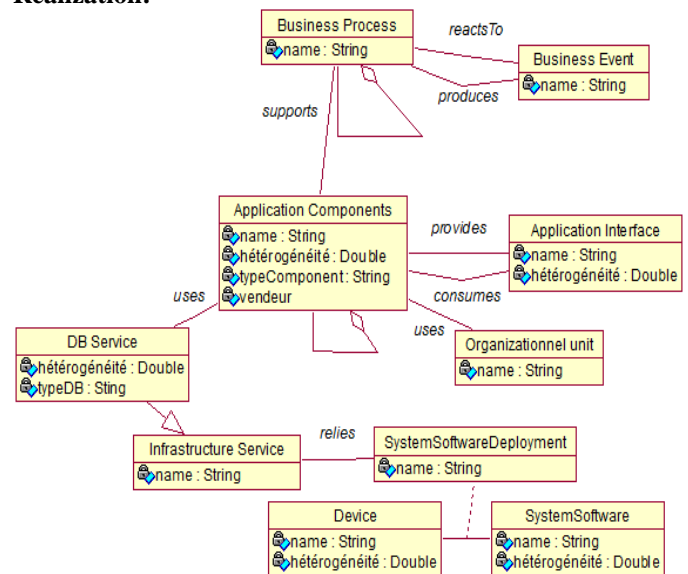 Realization:
Business Process
name : String
reactsTo
Business Event
name : String
produces
supports
Application Components
name : String
hétérogénéité : Double
typeComponent : String
vendeur
provides
Application Interface
name : String
hétérogénéité : Double
consumes
uses
uses
Organizationnel unit
name : String
DB Service
hétérogénéité : Double
typeDB : Sting
Infrastructure Service
name : String
relies
SystemSoftwareDeployment
name : String
Device
name : String
hétérogénéité : Double
SystemSoftware
name : String
hétérogénéité : Double